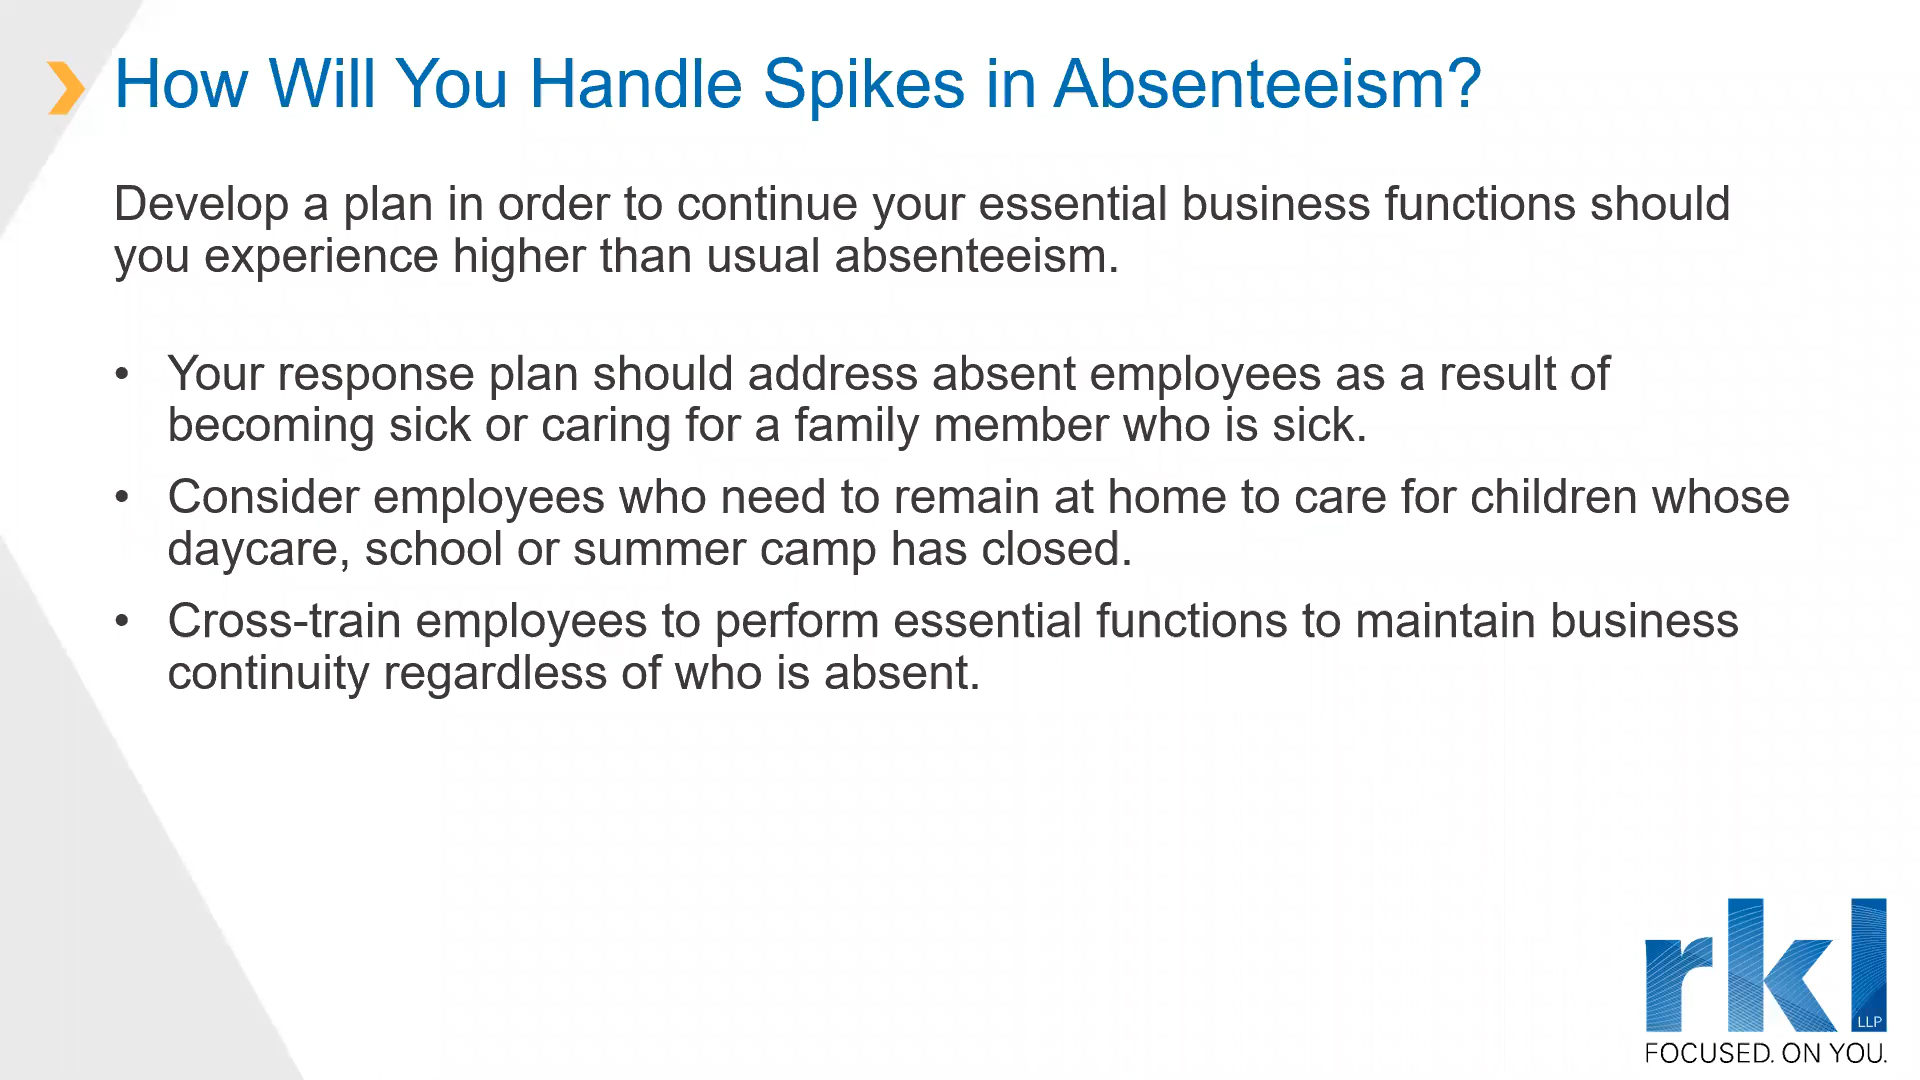 How Will You Handle Spikes in Absenteeism?
Develop a plan in order to continue your essential business functions should
you experience higher than usual absenteeism.
• Your response plan should address absent employees as a result of
becoming sick or caring for a family member who is sick.
• Consider employees who need to remain at home to care for children whose
daycare, school or summer camp has closed.
• Cross-train employees to perform essential functions to maintain business
continuity regardless of who is absent.
rkl
LLP
FOCUSED. ON YOU.